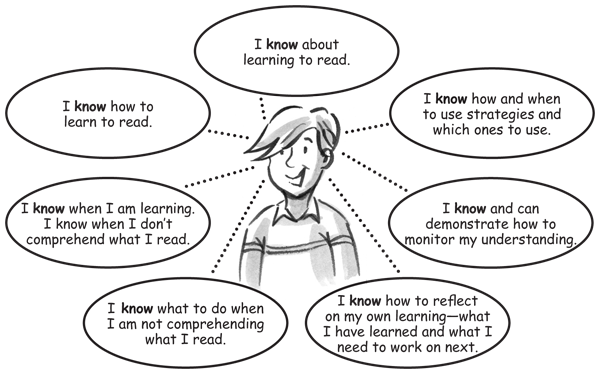 I know about
learning to read.
I know how to
learn to read.
I know how and when
to use strategies and
which ones to use.
I know when I am learning.
I know when I don't
comprehend what I read.
I know and can
demonstrate how to
monitor my understanding.
I know what to do when
I am not comprehending
what I read.
I know how to reflect
on my own learning—what
I have learned and what I
need to work on next.